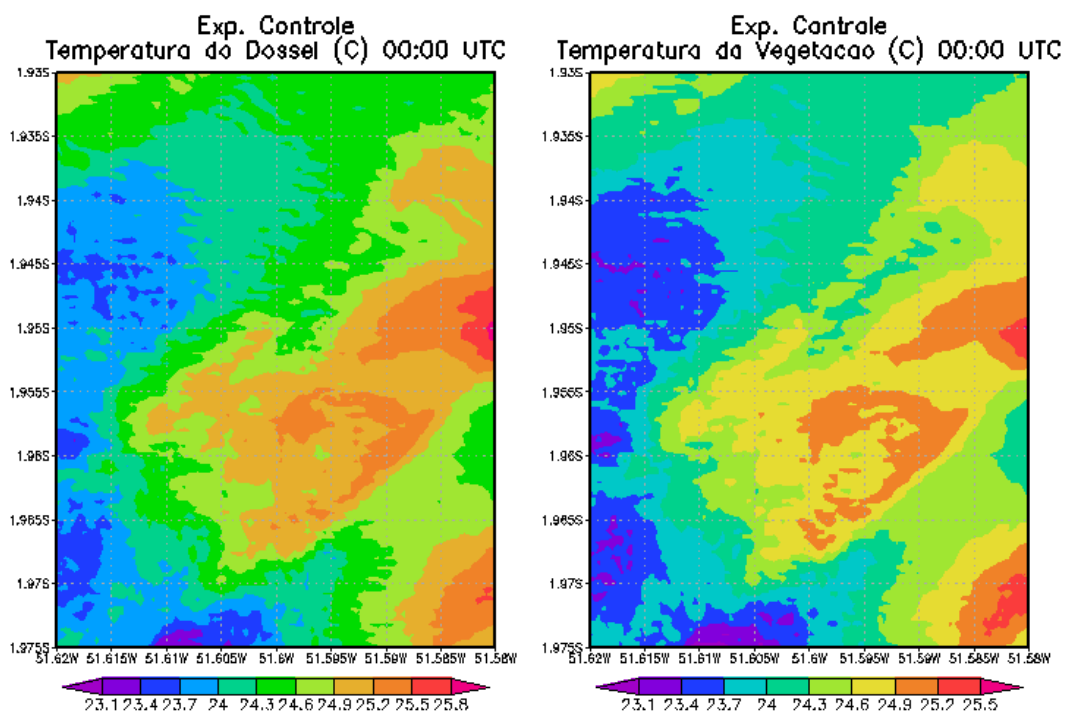 Exp. Controle
Temperatura do Dossel (C) 00:00 UTC
1.93S
1.935S
1.94S
1.945S
1.95S
1.955S
1.96S
1.965S
1.97S
1.975S
51.62W 51.615W 51.61W 51.605W 51.6W 51.595W 51.59W 51.585W 51.58W
23.1 23.4 23.7 24 24.3 24.6 24.9 25.2 25.5 25.8
Exp. Controle
Temperatura da Vegetacao (C) 00:00 UTC
1.93S
1.935S
1.94S
1.945S
1.95S
1.955S
1.96S
1.965S
1.97S
1.975S
51.62W 51.615W 51.61W 51.605W 51.6W 51.595W 51.59W 51.585W 51.58W
23.1 23.4 23.7 24 24.3 24.6 24.9 25.2 25.5